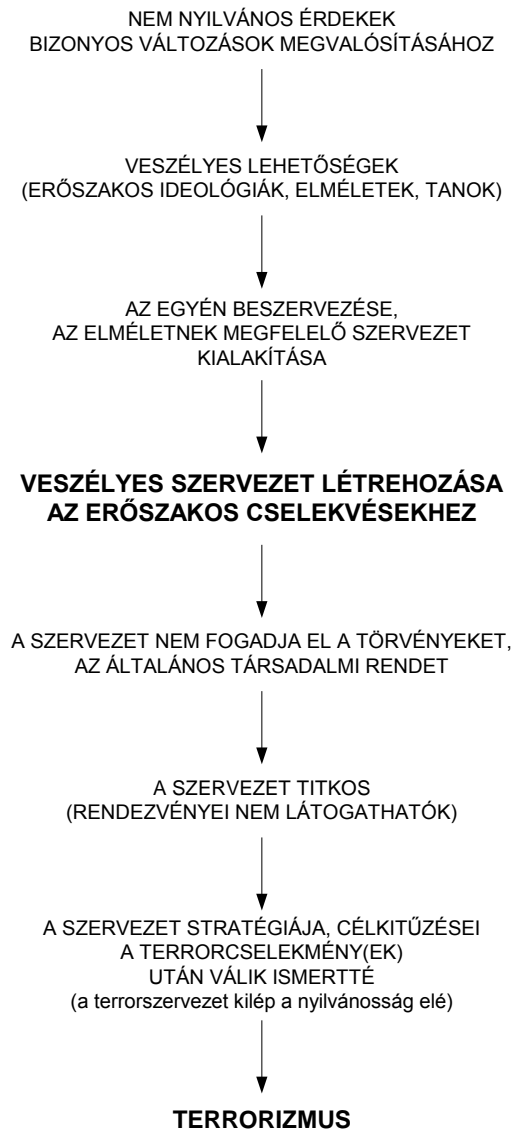 NEM NYILVÁNOS ÉRDEKEK
BIZONYOS VÁLTOZÁSOK MEGVALÓSÍTÁSÁHOZ
VESZÉLYES LEHETŐSÉGEK
(ERŐSZAKOS IDEOLÓGIÁK, ELMÉLETEK, TANOK)
AZ EGYÉN BESZERVEZÉSE,
AZ ELMÉLETNEK MEGFELELŐ SZERVEZET
KIALAKÍTÁSA
VESZÉLYES SZERVEZET LÉTREHOZÁSA
AZ ERŐSZAKOS CSELEKVÉSEKHEZ
A SZERVEZET NEM FOGADJA EL A TÖRVÉNYEKET,
AZ ÁLTALÁNOS TÁRSADALMI RENDET
A SZERVEZET TITKOS
(RENDEZVÉNYEI NEM LÁTOGATHATÓK)
A SZERVEZET STRATÉGIÁJA, CÉLKITŰZÉSEI
A TERRORCSELEKMÉNY(EK)
UTÁN VÁLIK ISMERTTÉ
(a terrorszervezet kilép a nyilvánosság elé)
TERRORIZMUS